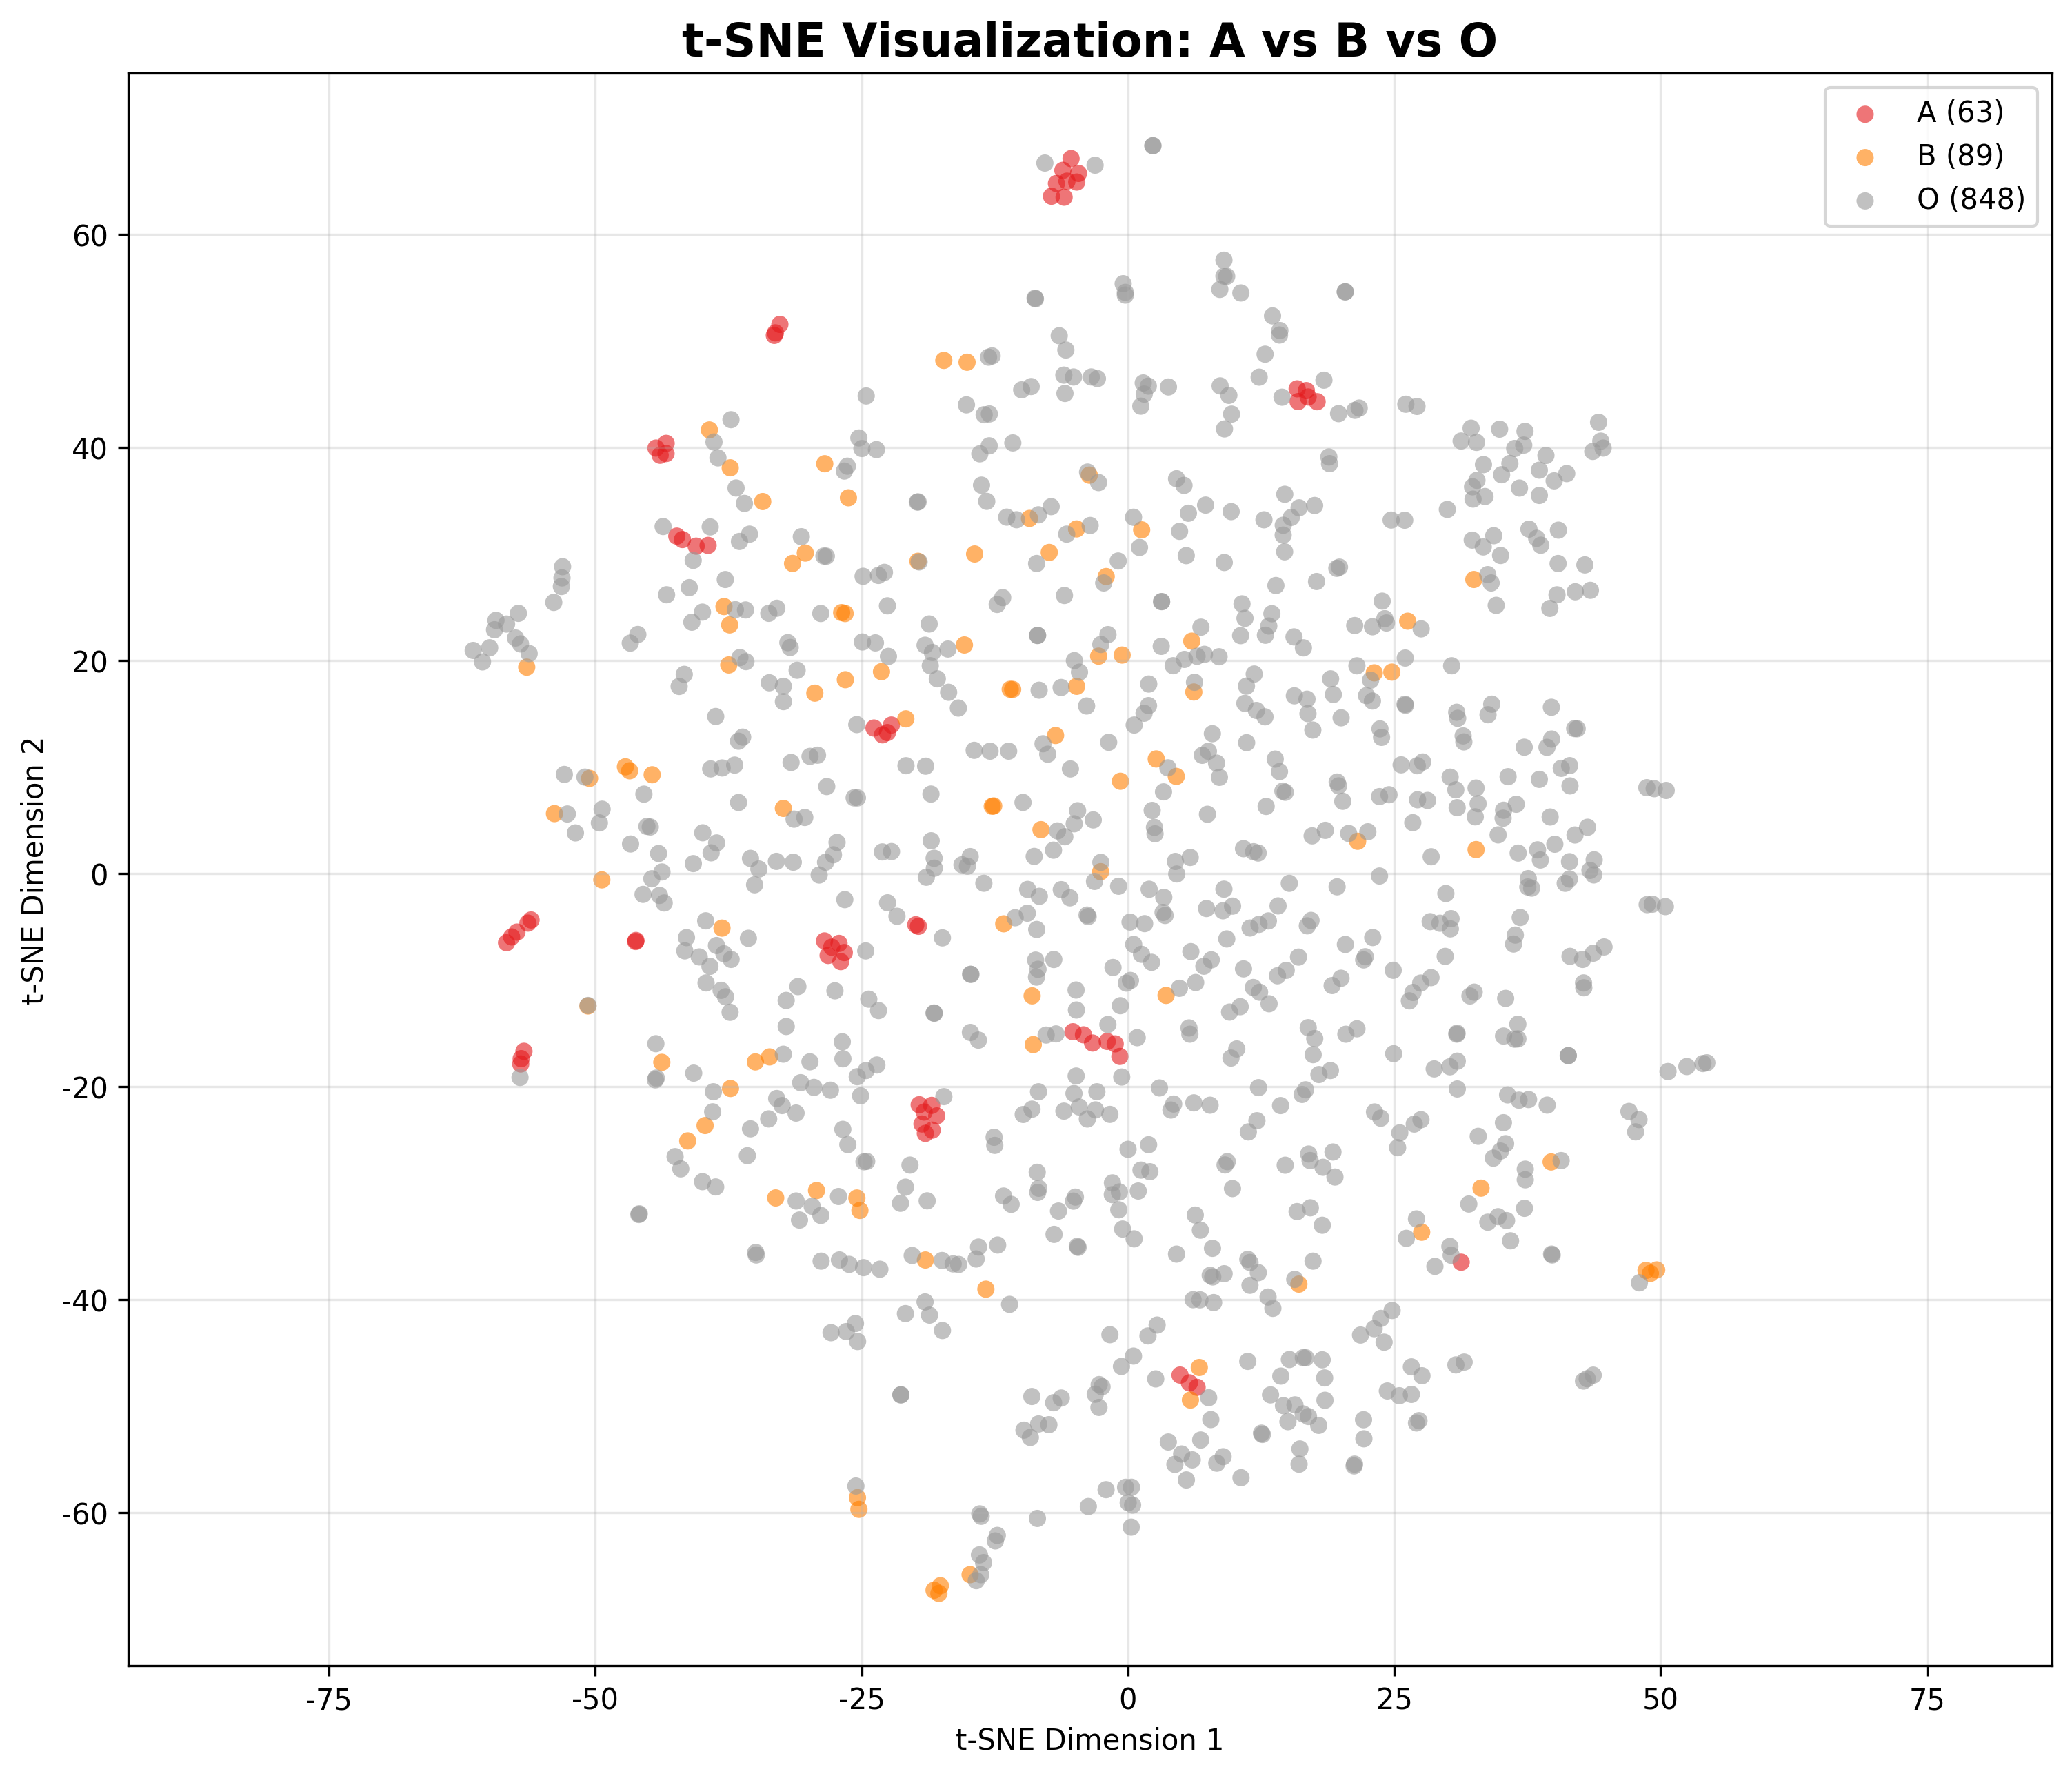 t-SNE Visualization: A vs B vs O
A (63)
B (89)
O (848)
60
40
20
0
-20
-40
-60
t-SNE Dimension 2
-75
-50
-25
0
25
50
75
t-SNE Dimension 1